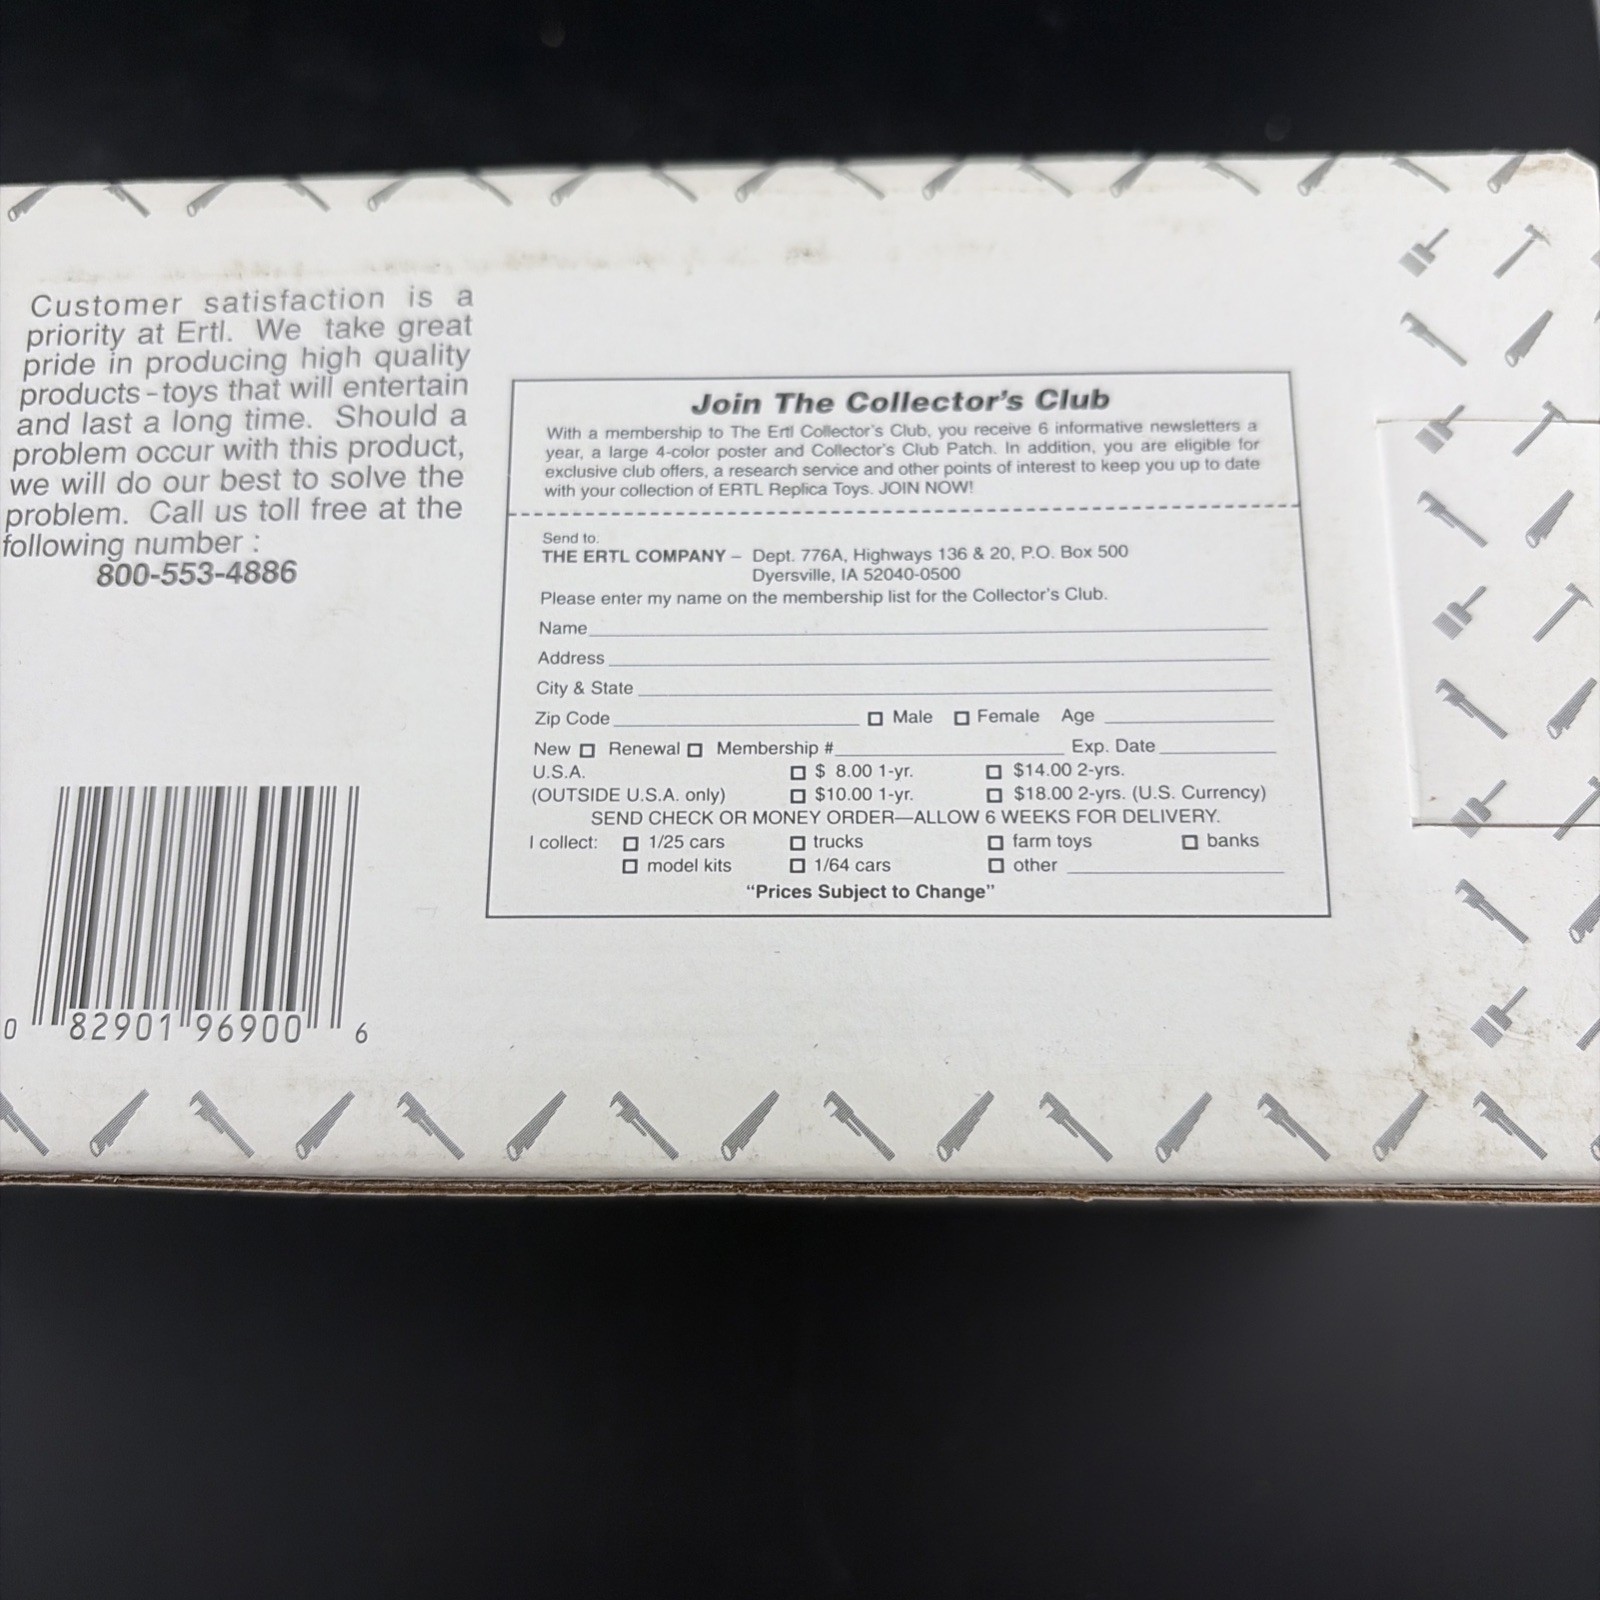 Customer satisfaction is a
priority at Ertl. We take great
pride in producing high quality
products - toys that will entertain
and last a long time. Should a
problem occur with this product,
we will do our best to solve the
problem. Call us toll free at the
following number :
800-553-4886
0 82901 96900 6
Join The Collector's Club
With a membership to The Ertl Collector's Club, you receive 6 informative newsletters a
year, a large 4-color poster and Collector's Club Patch. In addition, you are eligible for
exclusive club offers, a research service and other points of interest to keep you up to date
with your collection of ERTL Replica Toys. JOIN NOW!
Send to:
THE ERTL COMPANY – Dept. 776A, Highways 136 & 20, P.O. Box 500
Dyersville, IA 52040-0500
Please enter my name on the membership list for the Collector's Club.
Name
Address
City & State
Zip Code Male Female Age
New Renewal Membership # Exp. Date
U.S.A. $ 8.00 1-yr. $14.00 2-yrs.
(OUTSIDE U.S.A. only) $10.00 1-yr. $18.00 2-yrs. (U.S. Currency)
SEND CHECK OR MONEY ORDER—ALLOW 6 WEEKS FOR DELIVERY.
I collect: 1/25 cars trucks farm toys banks
model kits 1/64 cars other
"Prices Subject to Change"